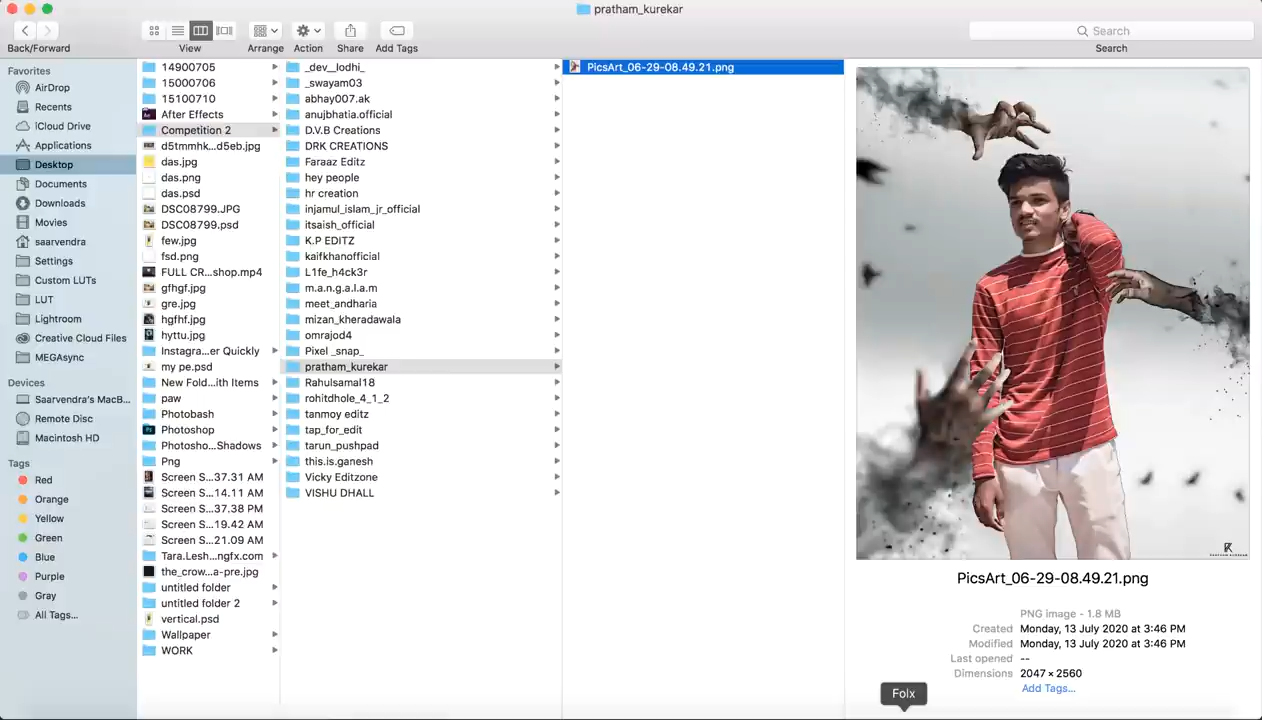 pratham_kurekar
Search
Back/Forward
View
Arrange
Action
Share
Add Tags
Search
Favorites
AirDrop
Recents
iCloud Drive
Applications
Desktop
Documents
Downloads
Movies
saarvendra
Settings
Custom LUTs
LUT
Lightroom
Creative Cloud Files
MEGAsync
Devices
Saarvendra's MacB...
Remote Disc
Macintosh HD
Tags
Red
Orange
Yellow
Green
Blue
Purple
Gray
All Tags...
14900705
15000706
15100710
After Effects
Competition 2
d5tmmhk...d5eb.jpg
das.jpg
das.png
das.psd
DSC08799.JPG
DSC08799.psd
few.jpg
fsd.png
FULL CR...shop.mp4
gfhgf.jpg
gre.jpg
hgfhf.jpg
hyttu.jpg
Instagra...er Quickly
my pe.psd
New Fold...ith Items
paw
Photobash
Photoshop
Photosho...Shadows
Png
Screen S...37.31 AM
Screen S...14.11 AM
Screen S...37.38 PM
Screen S...19.42 AM
Screen S...21.09 AM
Tara.Lesh...ngfx.com
the_crow...a-pre.jpg
untitled folder
untitled folder 2
vertical.psd
Wallpaper
WORK
_dev__lodhi_
_swayam03
abhay007.ak
anujbhatia.official
D.V.B Creations
DRK CREATIONS
Faraaz Editz
hey people
hr creation
injamul_islam_jr_official
itsaish_official
K.P EDITZ
kaifkhanofficial
L1fe_h4ck3r
m.a.n.g.a.l.a.m
meet_andharia
mizan_kheradawala
omrajod4
Pixel _snap_
pratham_kurekar
Rahulsamal18
rohitdhole_4_1_2
tanmoy editz
tap_for_edit
tarun_pushpad
this.is.ganesh
Vicky Editzone
VISHU DHALL
PicsArt_06-29-08.49.21.png
PicsArt_06-29-08.49.21.png
PNG image - 1.8 MB
Created Monday, 13 July 2020 at 3:46 PM
Modified Monday, 13 July 2020 at 3:46 PM
Last opened --
Dimensions 2047 × 2560
Add Tags...
Folx